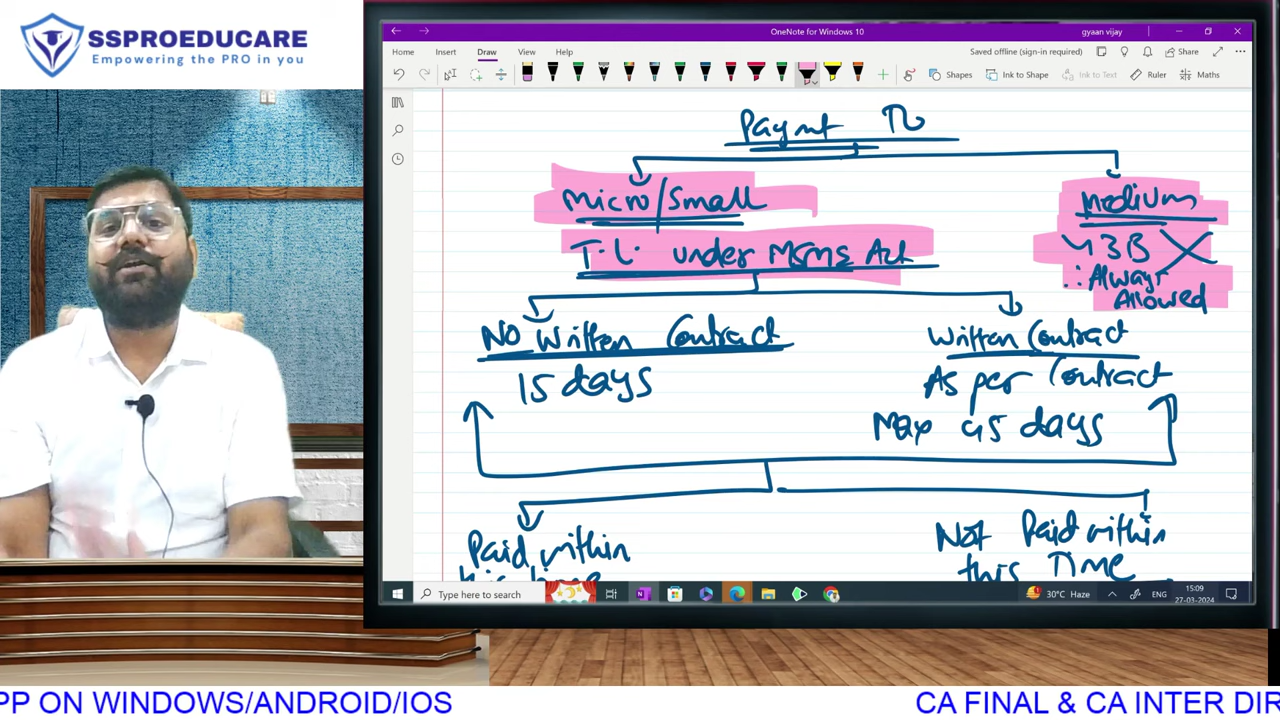 SSPROEDUCARE
Empowering the PRO in you
OneNote for Windows 10
gyaan vijay
Home Insert Draw View Help
Saved offline (sign-in required)
Share
Shapes
Ink to Shape
Ink to Text
Ruler
Maths
Paymt To
Micro/Small
T.L. under MSME Act
Medium
43B
∴ Always
Allowed
No Written Contract
15 days
Written Contract
As per Contract
Max 45 days
Paid within
this time
Not Paid within
this Time
Type here to search
30°C Haze
ENG
15:09
27-03-2024
PP ON WINDOWS/ANDROID/IOS
CA FINAL & CA INTER DIR